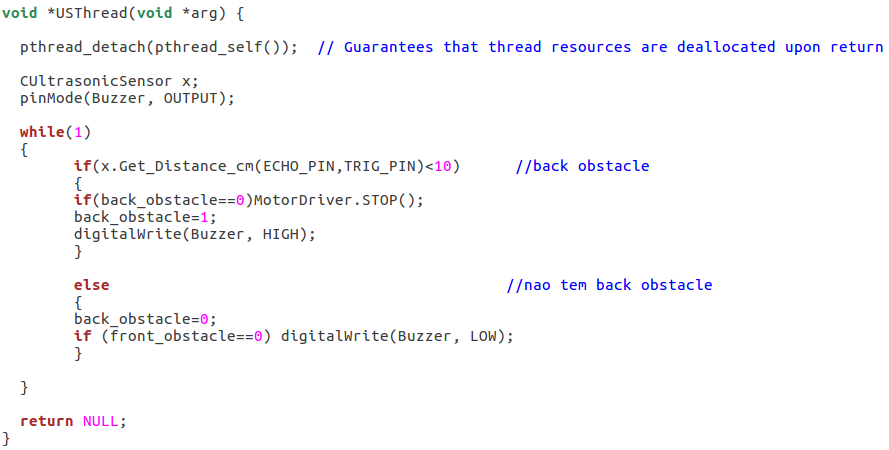 void *USThread(void *arg) {
pthread_detach(pthread_self());  // Guarantees that thread resources are deallocated upon return
CUltrasonicSensor x;
pinMode(Buzzer, OUTPUT);
while(1)
{
if(x.Get_Distance_cm(ECHO_PIN,TRIG_PIN)<10)      //back obstacle
{
if(back_obstacle==0)MotorDriver.STOP();
back_obstacle=1;
digitalWrite(Buzzer, HIGH);
}
else                                            //nao tem back obstacle
{
back_obstacle=0;
if (front_obstacle==0) digitalWrite(Buzzer, LOW);
}
}
return NULL;
}